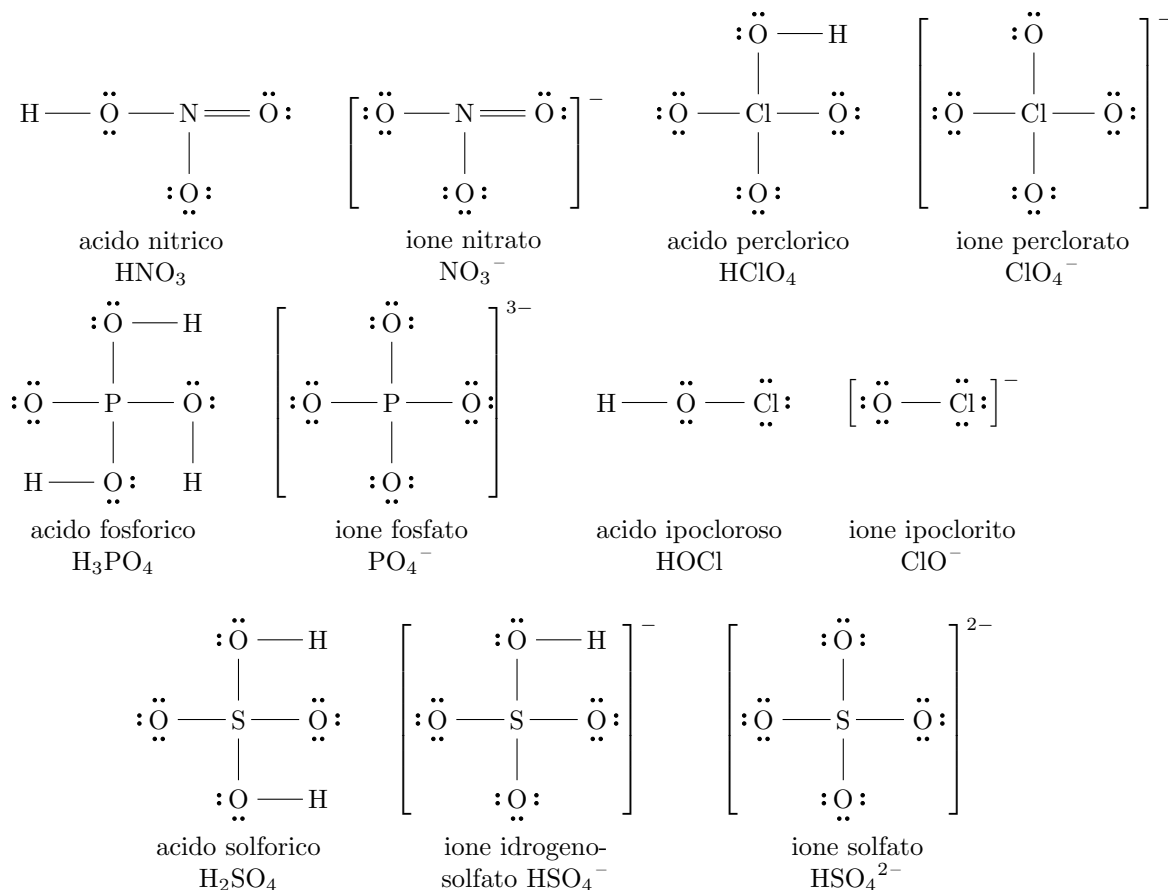 O H O −
H O N O [O N O]− O Cl O O Cl O
O O O O
acido nitrico ione nitrato acido perclorico ione perclorato
HNO₃ NO₃⁻ HClO₄ ClO₄⁻
O H O 3−
O P O O P O H O Cl [O Cl]−
H O H O
acido fosforico ione fosfato acido ipocloroso ione ipoclorito
H₃PO₄ PO₄⁻ HOCl ClO⁻
O H O H − O 2−
O S O O S O O S O
O H O O
acido solforico ione idrogeno- ione solfato
H₂SO₄ solfato HSO₄⁻ HSO₄²⁻